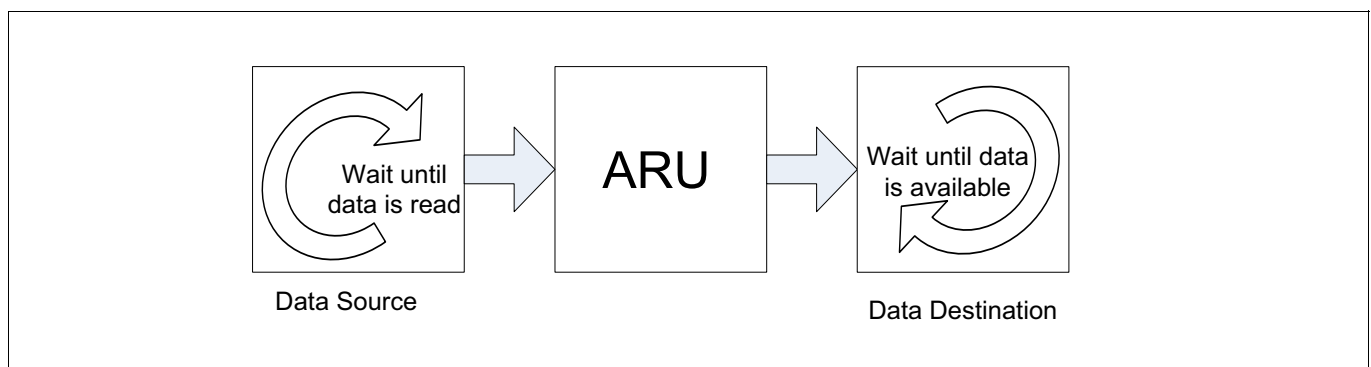 Wait until
data is read
ARU
Wait until data
is available
Data Source
Data Destination